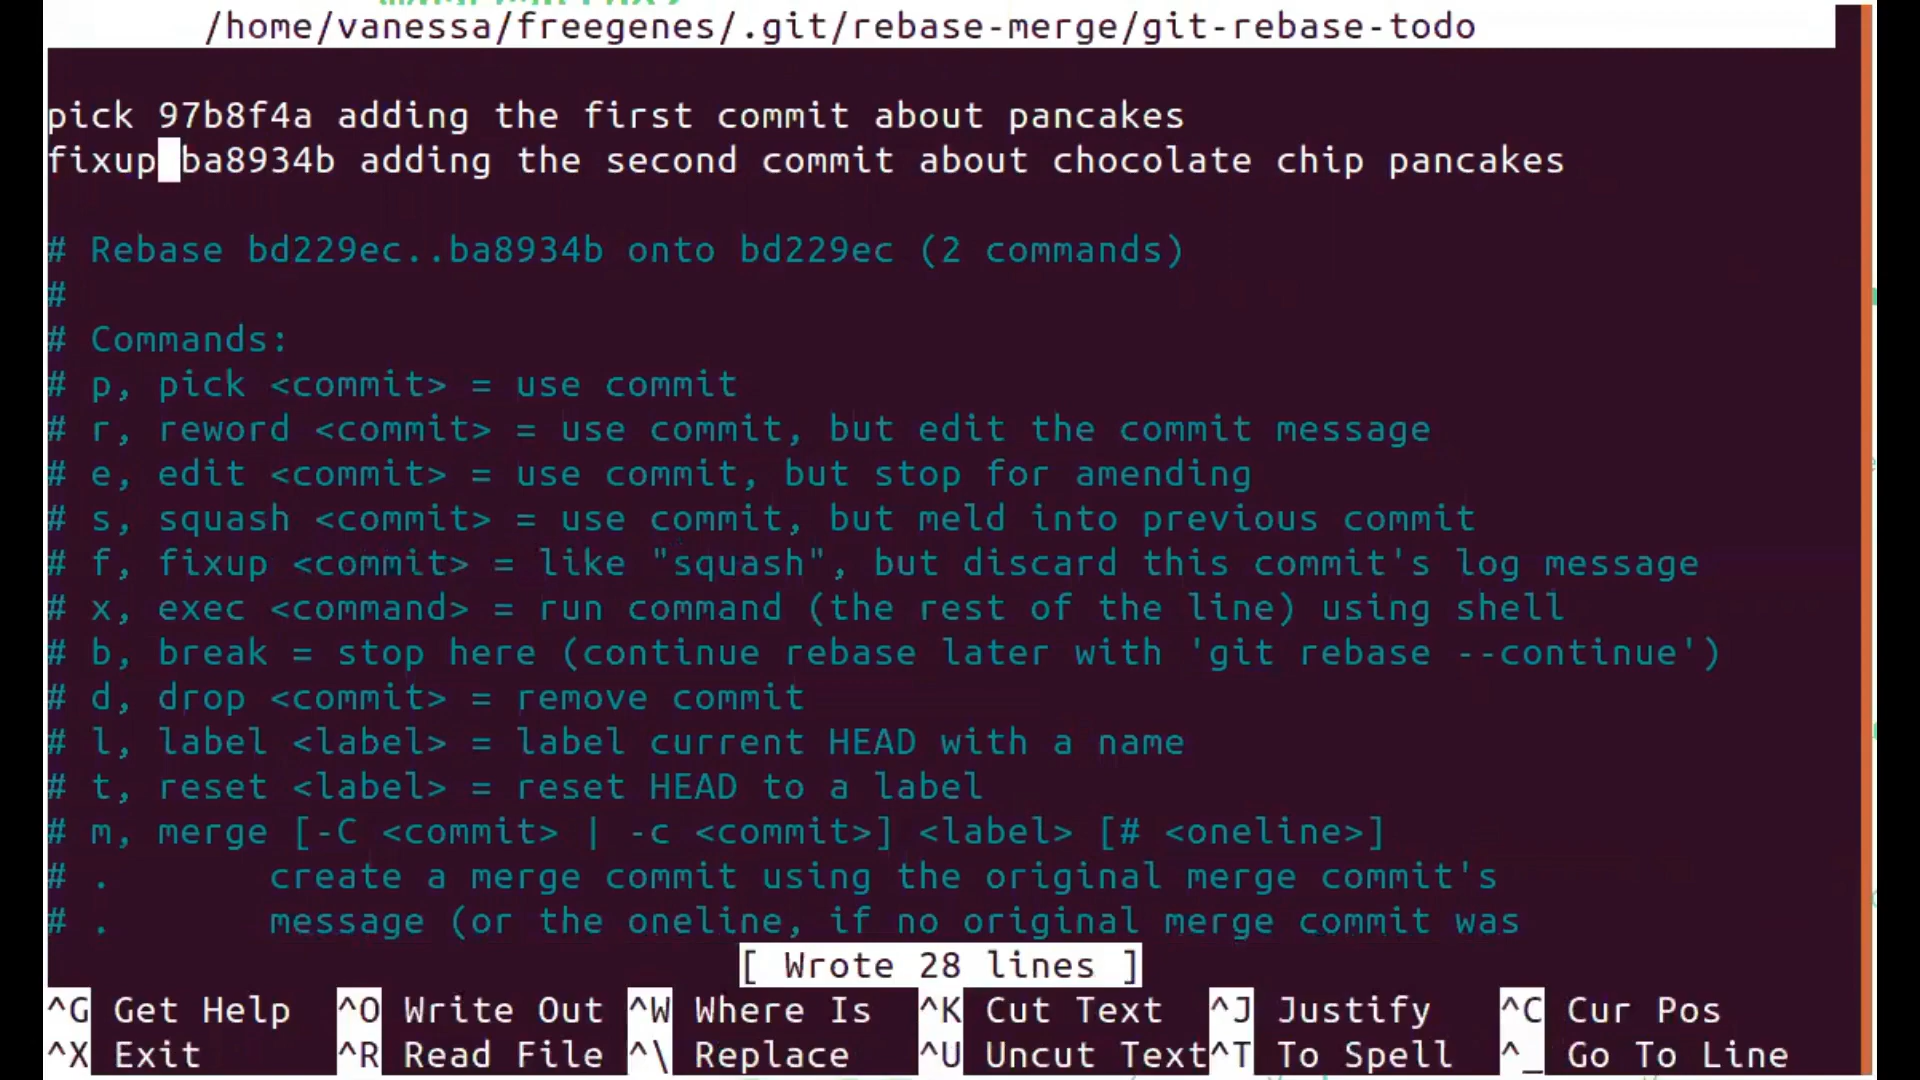 /home/vanessa/freegenes/.git/rebase-merge/git-rebase-todo
pick 97b8f4a adding the first commit about pancakes
fixup ba8934b adding the second commit about chocolate chip pancakes
# Rebase bd229ec..ba8934b onto bd229ec (2 commands)
#
# Commands:
# p, pick <commit> = use commit
# r, reword <commit> = use commit, but edit the commit message
# e, edit <commit> = use commit, but stop for amending
# s, squash <commit> = use commit, but meld into previous commit
# f, fixup <commit> = like "squash", but discard this commit's log message
# x, exec <command> = run command (the rest of the line) using shell
# b, break = stop here (continue rebase later with 'git rebase --continue')
# d, drop <commit> = remove commit
# l, label <label> = label current HEAD with a name
# t, reset <label> = reset HEAD to a label
# m, merge [-C <commit> | -c <commit>] <label> [# <oneline>]
# .       create a merge commit using the original merge commit's
# .       message (or the oneline, if no original merge commit was
[ Wrote 28 lines ]
^G Get Help ^O Write Out ^W Where Is ^K Cut Text ^J Justify ^C Cur Pos
^X Exit ^R Read File ^\ Replace ^U Uncut Text ^T To Spell ^_ Go To Line